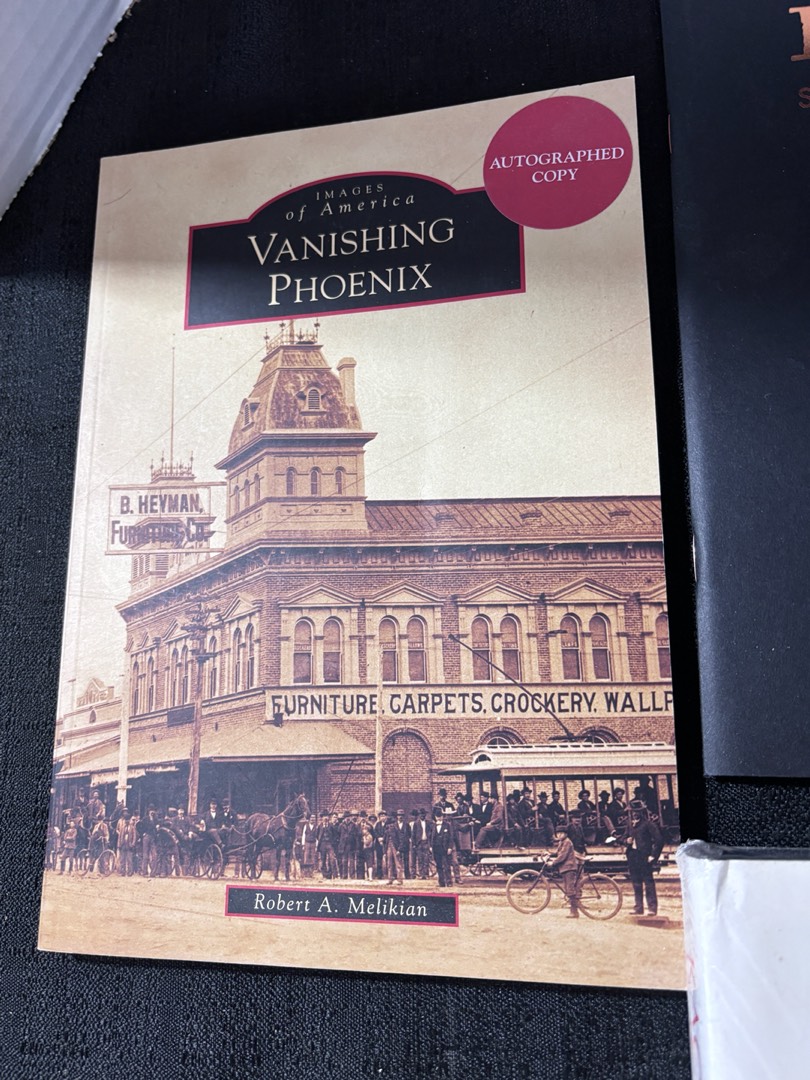 AUTOGRAPHED
COPY
IMAGES
of America
VANISHING
PHOENIX
B. HEYMAN,
FURNITURE CO.
FURNITURE, CARPETS, CROCKERY, WALLP
Robert A. Melikian